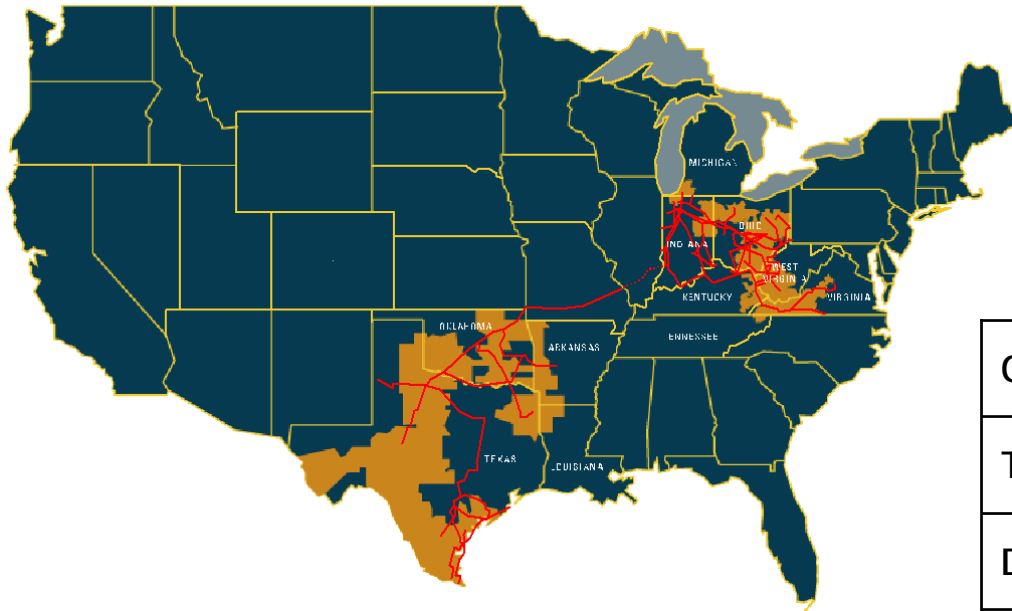 MICHIGAN
OHIO
INDIANA
WEST
VIRGINIA
KENTUCKY
VIRGINIA
OKLAHOMA
ARKANSAS
ENNESSEE
TEXAS
LOUISIANA
C
T
D